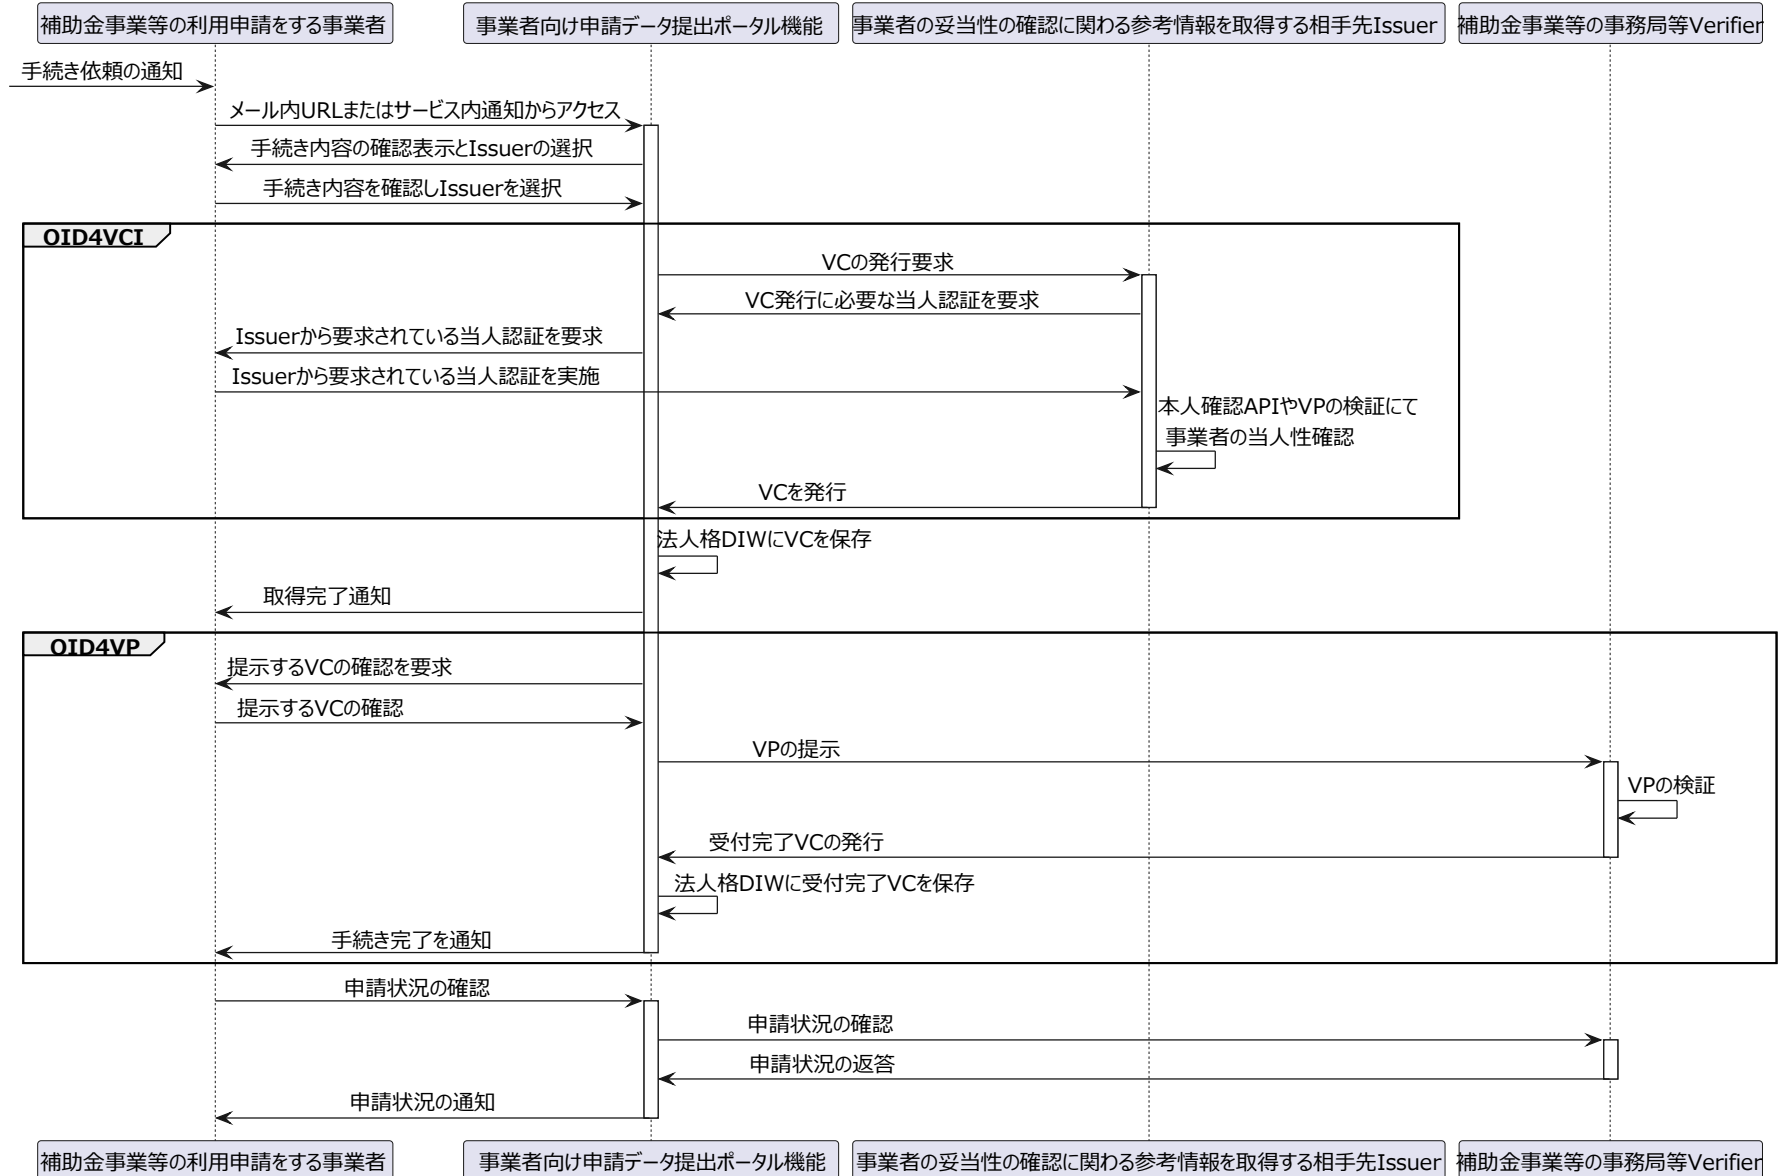 補助金事業等の利用申請をする事業者
事業者向け申請データ提出ポータル機能
事業者の妥当性の確認に関わる参考情報を取得する相手先Issuer
補助金事業等の事務局等Verifier
手続き依頼の通知
メール内URLまたはサービス内通知からアクセス
手続き内容の確認表示とIssuerの選択
手続き内容を確認しIssuerを選択
OID4VCI
VCの発行要求
VC発行に必要な当人認証を要求
Issuerから要求されている当人認証を要求
Issuerから要求されている当人認証を実施
本人確認APIやVPの検証にて
事業者の当人性確認
VCを発行
法人格DIWにVCを保存
取得完了通知
OID4VP
提示するVCの確認を要求
提示するVCの確認
VPの提示
VPの検証
受付完了VCの発行
法人格DIWに受付完了VCを保存
手続き完了を通知
申請状況の確認
申請状況の確認
申請状況の返答
申請状況の通知
補助金事業等の利用申請をする事業者
事業者向け申請データ提出ポータル機能
事業者の妥当性の確認に関わる参考情報を取得する相手先Issuer
補助金事業等の事務局等Verifier